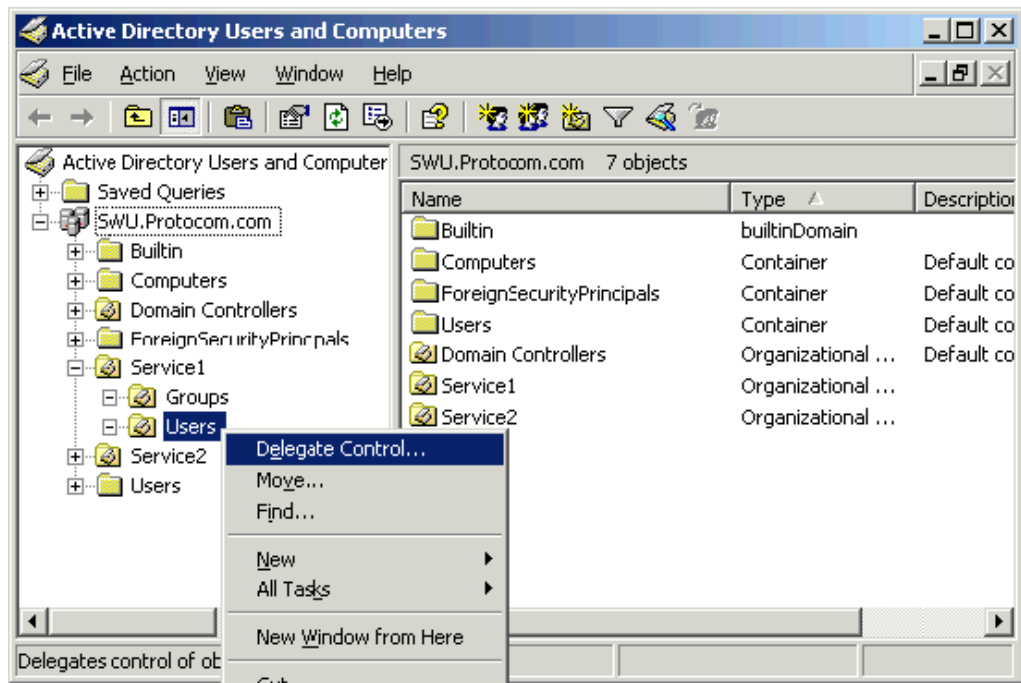 Active Directory Users and Computers
File Action View Window Help
Active Directory Users and Computer
SWU.Protocom.com 7 objects
Saved Queries
SWU.Protocom.com
Builtin
Computers
Domain Controllers
ForeignSecurityPrincpals
Service1
Groups
Users
Service2
Users
Name Type Description
Builtin builtinDomain
Computers Container Default co
ForeignSecurityPrincipals Container Default co
Users Container Default co
Domain Controllers Organizational ... Default co
Service1 Organizational ...
Service2 Organizational ...
Delegate Control...
Move...
Find...
New
All Tasks
New Window from Here
Cut
Delegates control of ob